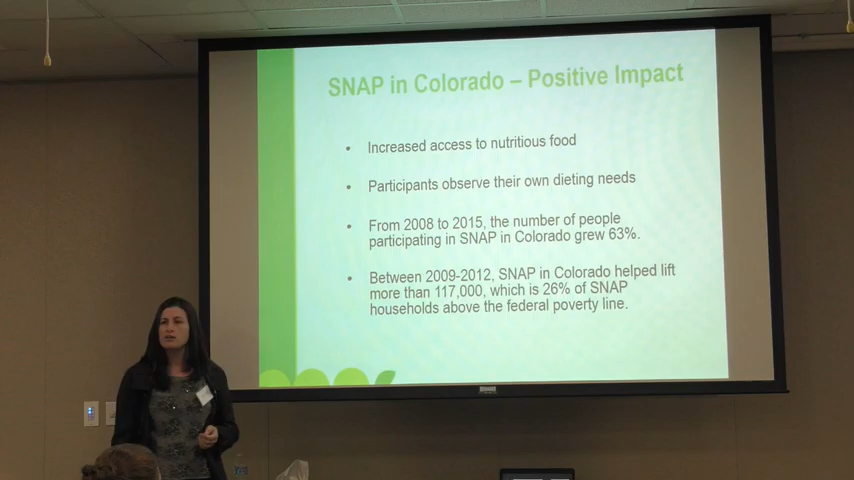 SNAP in Colorado – Positive Impact
• Increased access to nutritious food
• Participants observe their own dieting needs
• From 2008 to 2015, the number of people
participating in SNAP in Colorado grew 63%.
• Between 2009-2012, SNAP in Colorado helped lift
more than 117,000, which is 26% of SNAP
households above the federal poverty line.